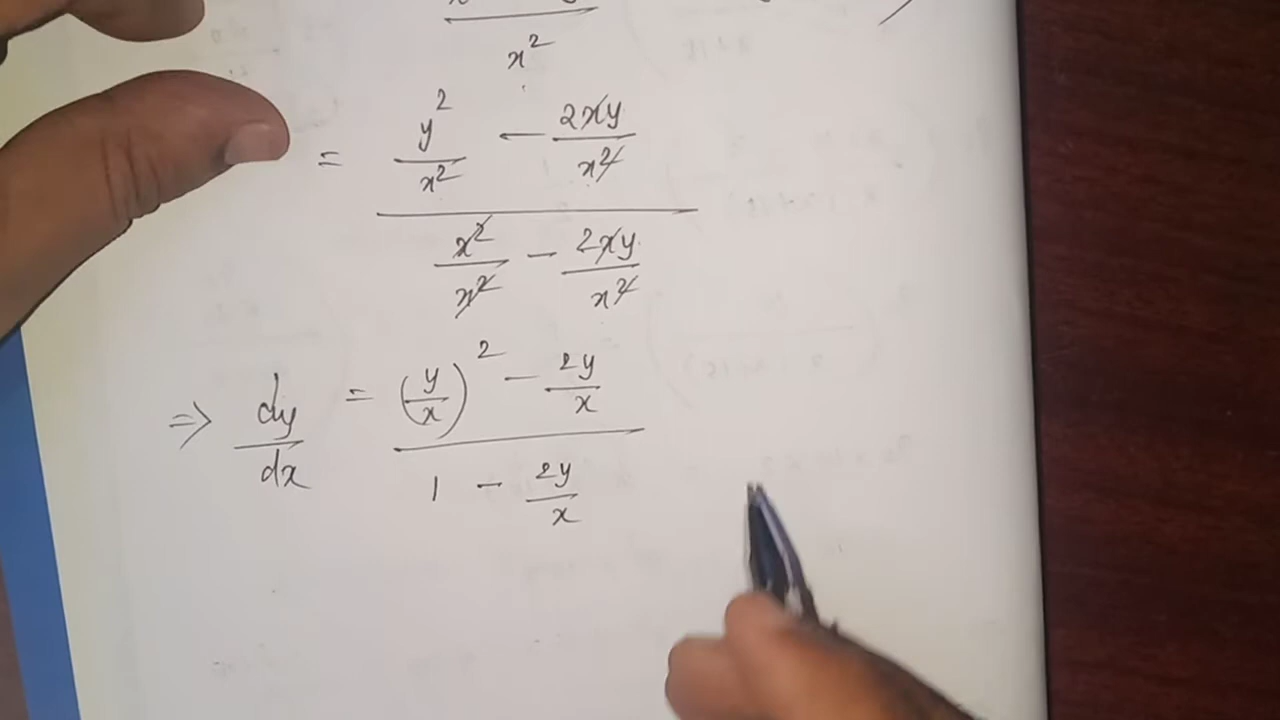 x²
= y²/x² - 2xy/x²
x²/x² - 2xy/x²
⇒ dy/dx = (y/x)² - 2y/x
1 - 2y/x